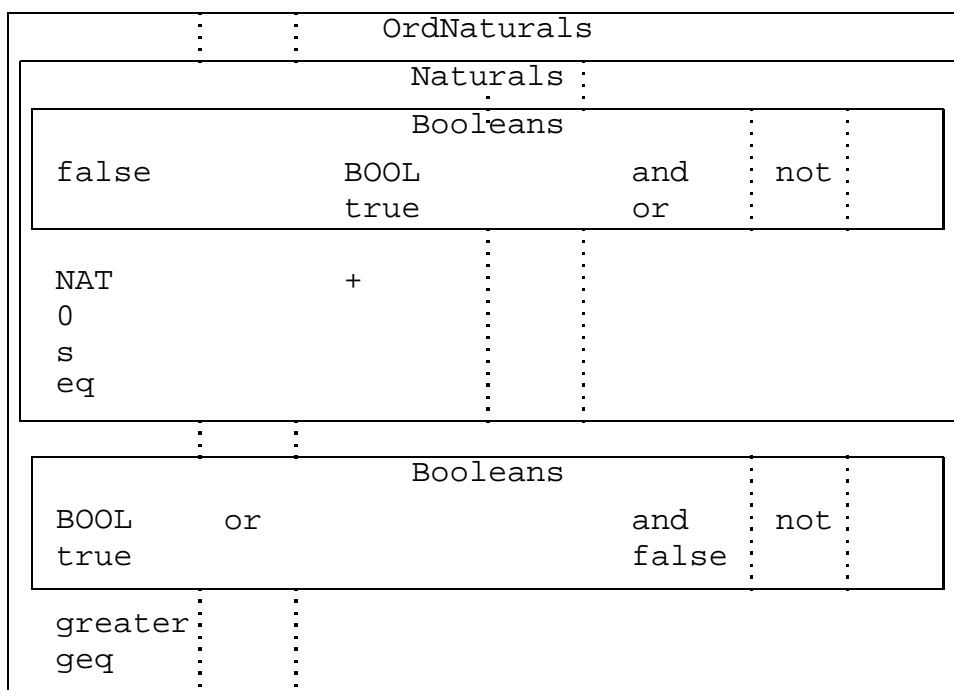 OrdNaturals
Naturals
Booleans
false BOOL and not
true or
NAT +
0
s
eq
Booleans
BOOL or and not
true false
greater
geq